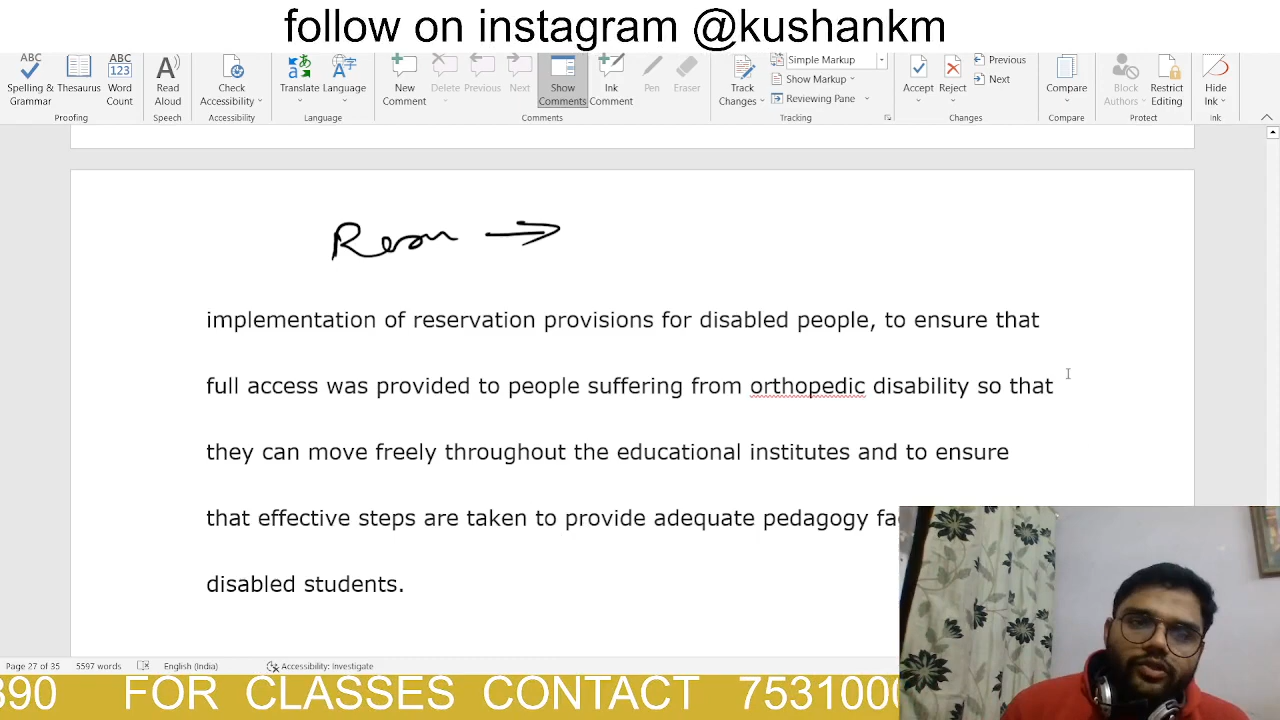 follow on instagram @kushankm
ABC ABC
Spelling & Thesaurus Word Read Check Translate Language New Delete Previous Next Show Ink Pen Eraser Track Simple Markup Accept Reject Previous Compare Block Restrict Hide
Grammar Count Aloud Accessibility Comment Comments Comment Changes Show Markup Next Authors Editing Ink
123 Reviewing Pane
Proofing Speech Accessibility Language Comments Tracking Changes Compare Protect Ink
implementation of reservation provisions for disabled people, to ensure that
full access was provided to people suffering from orthopedic disability so that
they can move freely throughout the educational institutes and to ensure
that effective steps are taken to provide adequate pedagogy
disabled students.
Page 27 of 35 5597 words English (India) Accessibility: Investigate
390 FOR CLASSES CONTACT 7531000